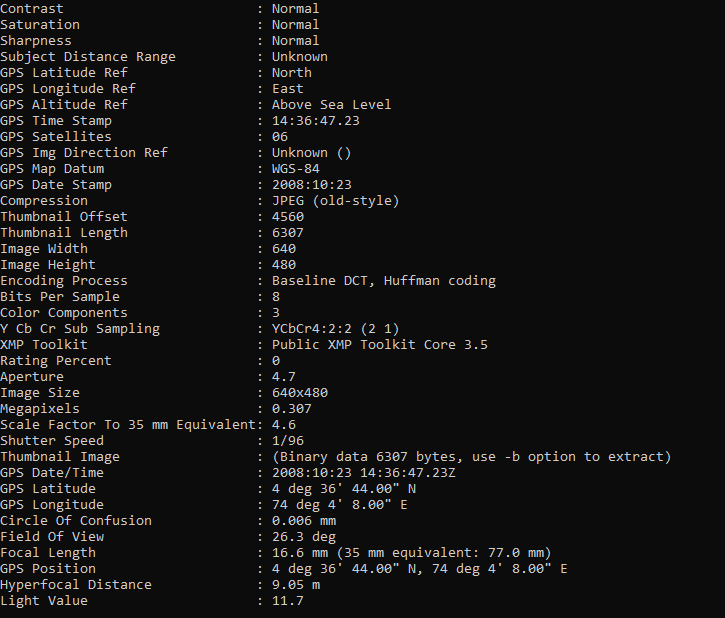 Contrast : Normal
Saturation : Normal
Sharpness : Normal
Subject Distance Range : Unknown
GPS Latitude Ref : North
GPS Longitude Ref : East
GPS Altitude Ref : Above Sea Level
GPS Time Stamp : 14:36:47.23
GPS Satellites : 06
GPS Img Direction Ref : Unknown ()
GPS Map Datum : WGS-84
GPS Date Stamp : 2008:10:23
Compression : JPEG (old-style)
Thumbnail Offset : 4560
Thumbnail Length : 6307
Image Width : 640
Image Height : 480
Encoding Process : Baseline DCT, Huffman coding
Bits Per Sample : 8
Color Components : 3
Y Cb Cr Sub Sampling : YCbCr4:2:2 (2 1)
XMP Toolkit : Public XMP Toolkit Core 3.5
Rating Percent : 0
Aperture : 4.7
Image Size : 640x480
Megapixels : 0.307
Scale Factor To 35 mm Equivalent: 4.6
Shutter Speed : 1/96
Thumbnail Image : (Binary data 6307 bytes, use -b option to extract)
GPS Date/Time : 2008:10:23 14:36:47.23Z
GPS Latitude : 4 deg 36' 44.00" N
GPS Longitude : 74 deg 4' 8.00" E
Circle Of Confusion : 0.006 mm
Field Of View : 26.3 deg
Focal Length : 16.6 mm (35 mm equivalent: 77.0 mm)
GPS Position : 4 deg 36' 44.00" N, 74 deg 4' 8.00" E
Hyperfocal Distance : 9.05 m
Light Value : 11.7